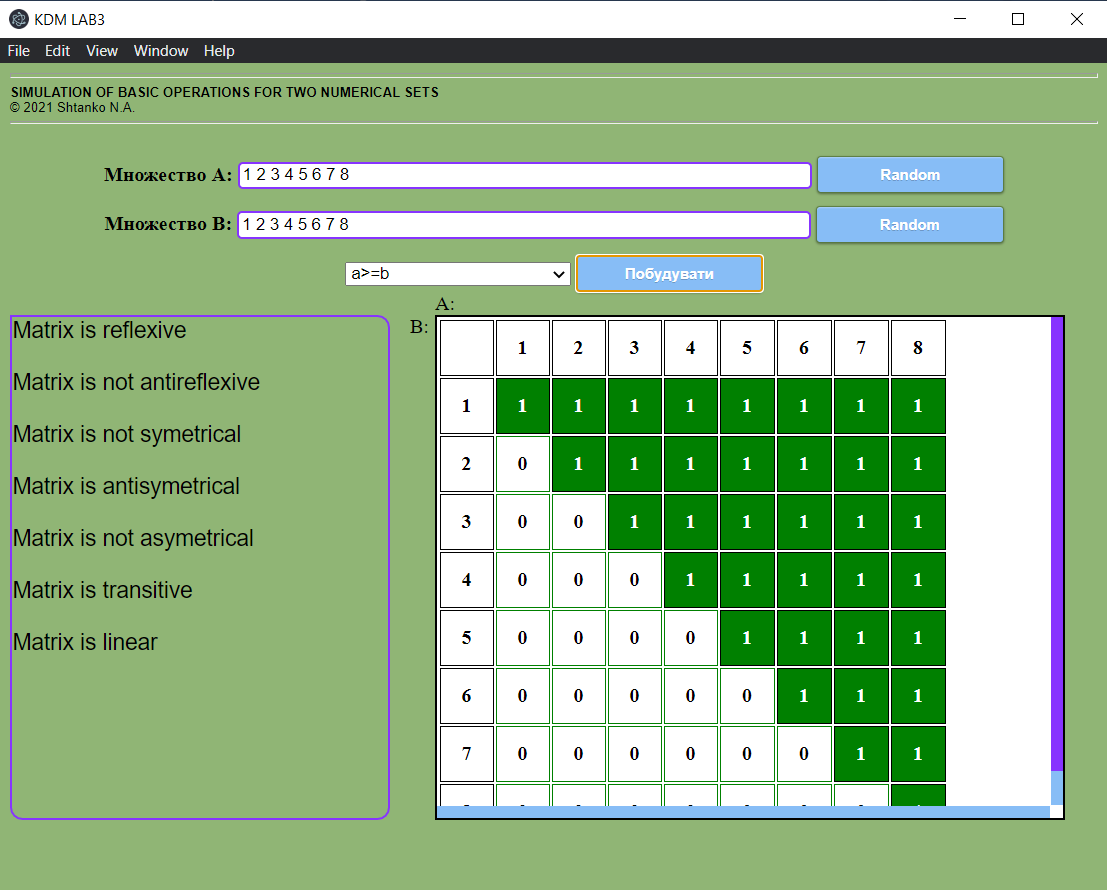 KDM LAB3
File Edit View Window Help
SIMULATION OF BASIC OPERATIONS FOR TWO NUMERICAL SETS
© 2021 Shtanko N.A.
Множество A: 1 2 3 4 5 6 7 8 Random
Множество B: 1 2 3 4 5 6 7 8 Random
a>=b Побудувати
A:
B:
Matrix is reflexive
Matrix is not antireflexive
Matrix is not symetrical
Matrix is antisymetrical
Matrix is not asymetrical
Matrix is transitive
Matrix is linear
1 2 3 4 5 6 7 8
1 1 1 1 1 1 1 1 1
2 0 1 1 1 1 1 1 1
3 0 0 1 1 1 1 1 1
4 0 0 0 1 1 1 1 1
5 0 0 0 0 1 1 1 1
6 0 0 0 0 0 1 1 1
7 0 0 0 0 0 0 1 1